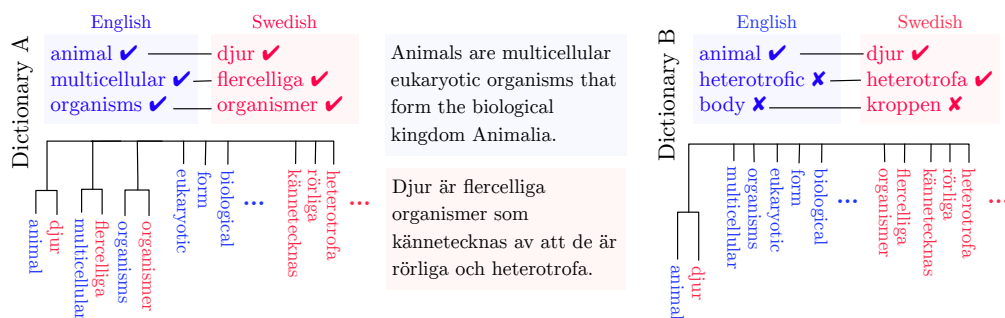 Dictionary A
English Swedish
animal ✔ djur ✔
multicellular ✔ flercelliga ✔
organisms ✔ organismer ✔
animal
djur
multicellular
flercelliga
organisms
organismer
eukaryotic
form
biological
...
kännetecknas
rörliga
heterotrofa
...
Animals are multicellular
eukaryotic organisms that
form the biological
kingdom Animalia.
Djur är flercelliga
organismer som
kännetecknas av att de är
rörliga och heterotrofa.
Dictionary B
English Swedish
animal ✔ djur ✔
heterotrofic ✘ heterotrofa ✔
body ✘ kroppen ✘
animal
djur
multicellular
organisms
eukaryotic
form
biological
...
organismer
flercelliga
kännetecknas
rörliga
heterotrofa
...